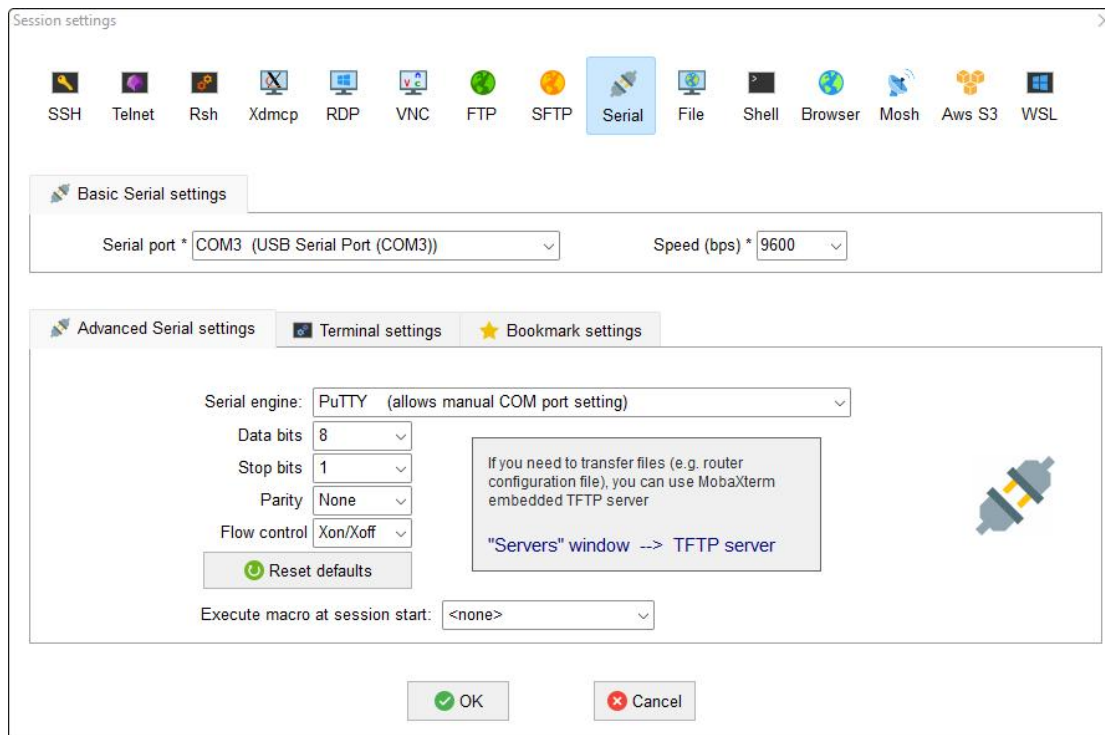 Session settings
SSH Telnet Rsh Xdmcp RDP VNC FTP SFTP Serial File Shell Browser Mosh Aws S3 WSL
Basic Serial settings
Serial port * COM3 (USB Serial Port (COM3)) Speed (bps) * 9600
Advanced Serial settings Terminal settings Bookmark settings
Serial engine: PuTTY (allows manual COM port setting)
Data bits 8
Stop bits 1
Parity None
Flow control Xon/Xoff
Reset defaults
If you need to transfer files (e.g. router
configuration file), you can use MobaXterm
embedded TFTP server
"Servers" window --> TFTP server
Execute macro at session start: <none>
OK Cancel